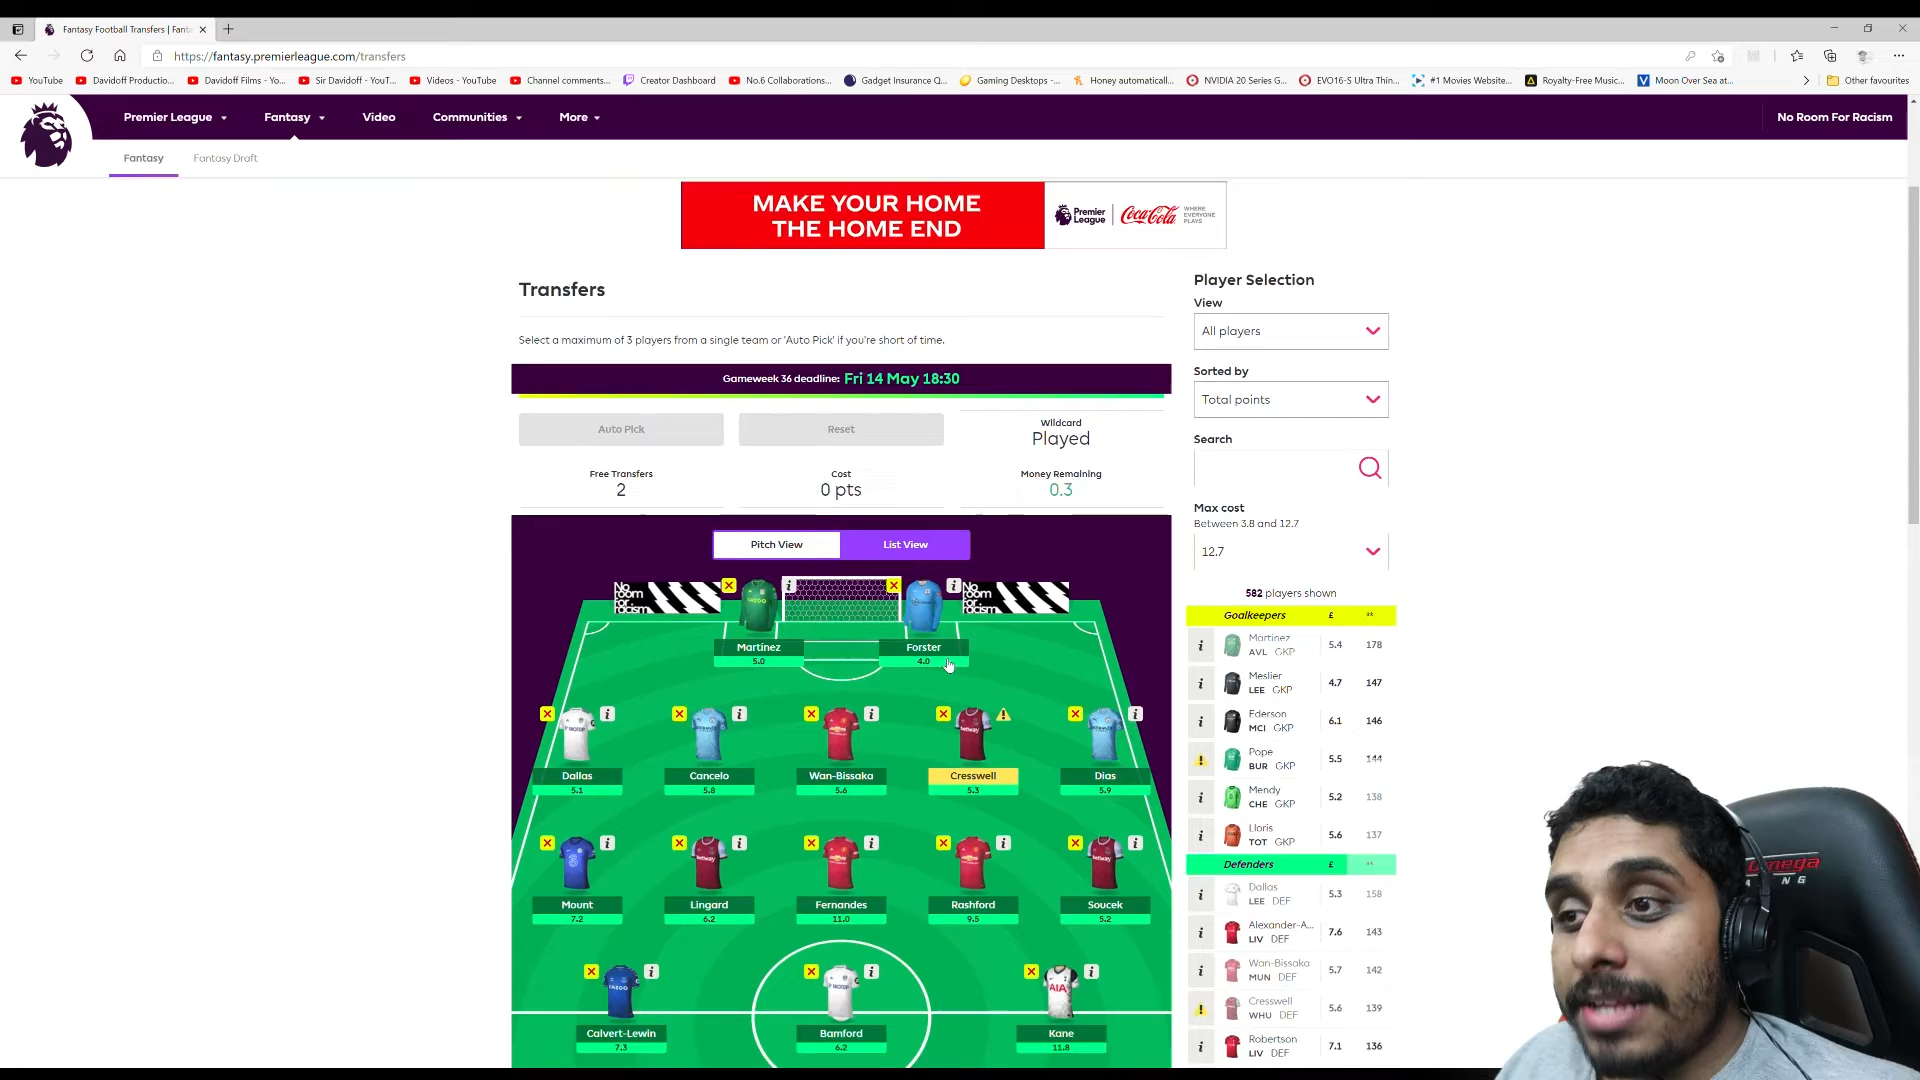 Fantasy Football Transfers | Fanta
https://fantasy.premierleague.com/transfers
YouTube
Davidoff Productio...
Davidoff Films - Yo...
Sir Davidoff - YouT...
Videos - YouTube
Channel comments...
Creator Dashboard
No.6 Collaborations...
Gadget Insurance Q...
Gaming Desktops -...
Honey automaticall...
NVIDIA 20 Series G...
EVO16-S Ultra Thin...
#1 Movies Website...
Royalty-Free Music...
Moon Over Sea at...
Other favourites
Premier League
Fantasy
Video
Communities
More
No Room For Racism
Fantasy
Fantasy Draft
MAKE YOUR HOME
THE HOME END
Premier League
Coca-Cola
WHERE
EVERYONE
PLAYS
Transfers
Select a maximum of 3 players from a single team or 'Auto Pick' if you're short of time.
Gameweek 36 deadline: Fri 14 May 18:30
Auto Pick
Reset
Wildcard
Played
Free Transfers
2
Cost
0 pts
Money Remaining
0.3
Pitch View
List View
No
room
for
racism
No
room
for
racism
Martínez
5.0
Forster
4.0
Dallas
5.1
Cancelo
5.8
Wan-Bissaka
5.6
Cresswell
5.3
Dias
5.9
Mount
7.2
Lingard
6.2
Fernandes
11.0
Rashford
9.5
Soucek
5.2
Calvert-Lewin
7.3
Bamford
6.2
Kane
11.8
Player Selection
View
All players
Sorted by
Total points
Search
Max cost
Between 3.8 and 12.7
12.7
582 players shown
Goalkeepers £ **
Martínez
AVL GKP 5.4 178
Meslier
LEE GKP 4.7 147
Ederson
MCI GKP 6.1 146
Pope
BUR GKP 5.5 144
Mendy
CHE GKP 5.2 138
Lloris
TOT GKP 5.6 137
Defenders £ **
Dallas
LEE DEF 5.3 158
Alexander-A...
LIV DEF 7.6 143
Wan-Bissaka
MUN DEF 5.7 142
Cresswell
WHU DEF 5.6 139
Robertson
LIV DEF 7.1 136